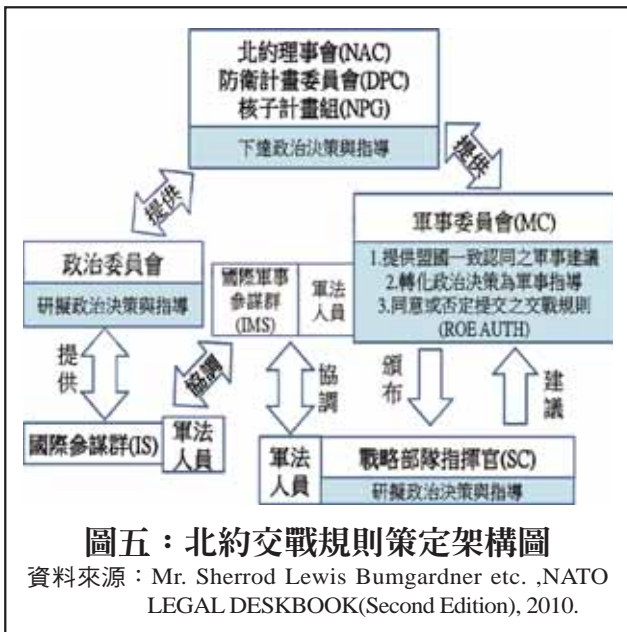 北約理事會(NAC)
防衛計畫委員會(DPC)
核子計畫組(NPG)
下達政治決策與指導
提供
提供
政治委員會
研擬政治決策與指導
國際軍事
參謀群
(IMS)
軍法
人員
軍事委員會(MC)
1.提供盟國一致認同之軍事建議
2.轉化政治決策為軍事指導
3.同意或否定提交之交戰規則
(ROE AUTH)
提供
協調
協調
頒布
建議
國際參謀群(IS)
軍法
人員
軍法
人員
戰略部隊指揮官(SC)
研擬政治決策與指導
圖五：北約交戰規則策定架構圖
資料來源：Mr. Sherrod Lewis Bumgardner etc. ,NATO
LEGAL DESKBOOK(Second Edition), 2010.